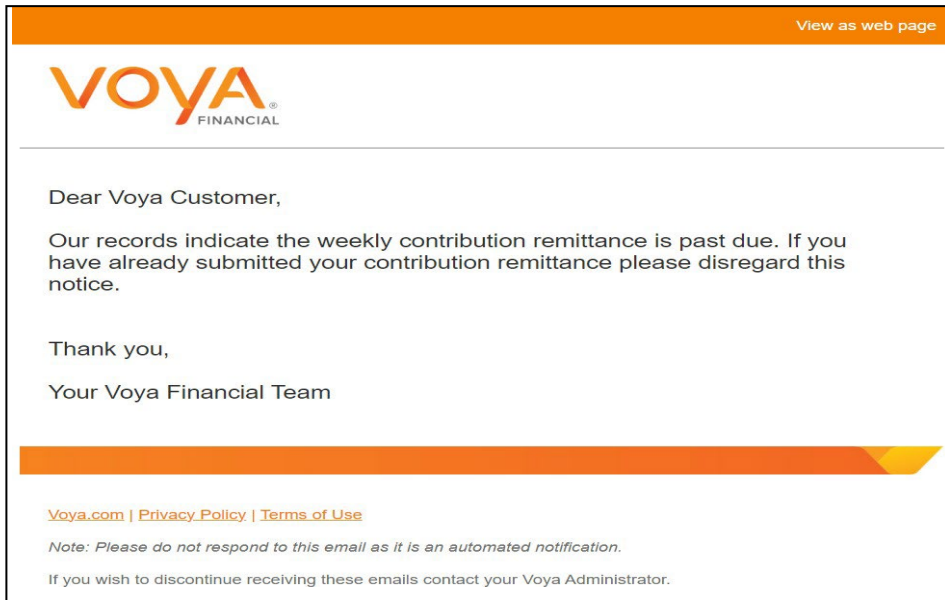 View as web page
VOYA®
FINANCIAL
Dear Voya Customer,
Our records indicate the weekly contribution remittance is past due. If you
have already submitted your contribution remittance please disregard this
notice.
Thank you,
Your Voya Financial Team
Voya.com | Privacy Policy | Terms of Use
Note: Please do not respond to this email as it is an automated notification.
If you wish to discontinue receiving these emails contact your Voya Administrator.